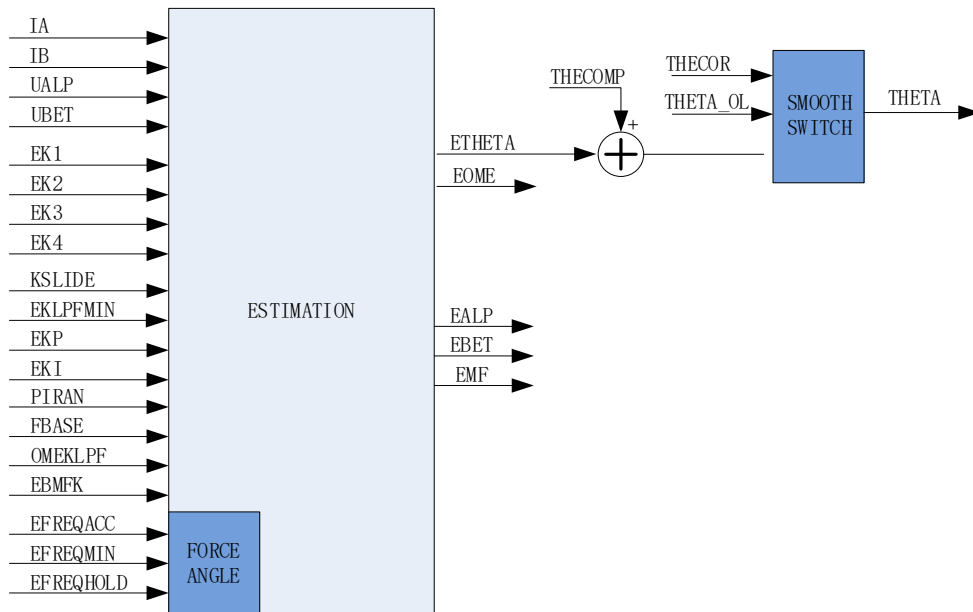 IA
IB
UALP
UBET
EK1
EK2
EK3
EK4
KSLIDE
EKLPFMIN
EKP
EKI
PIRAN
FBASE
OMEKLPF
EBMFK
EFREQACC
EFREQMIN
EFREQHOLD
FORCE
ANGLE
ESTIMATION
ETHETA
EOME
EALP
EBET
EMF
THECOMP
+
THECOR
THETA_OL
SMOOTH
SWITCH
THETA